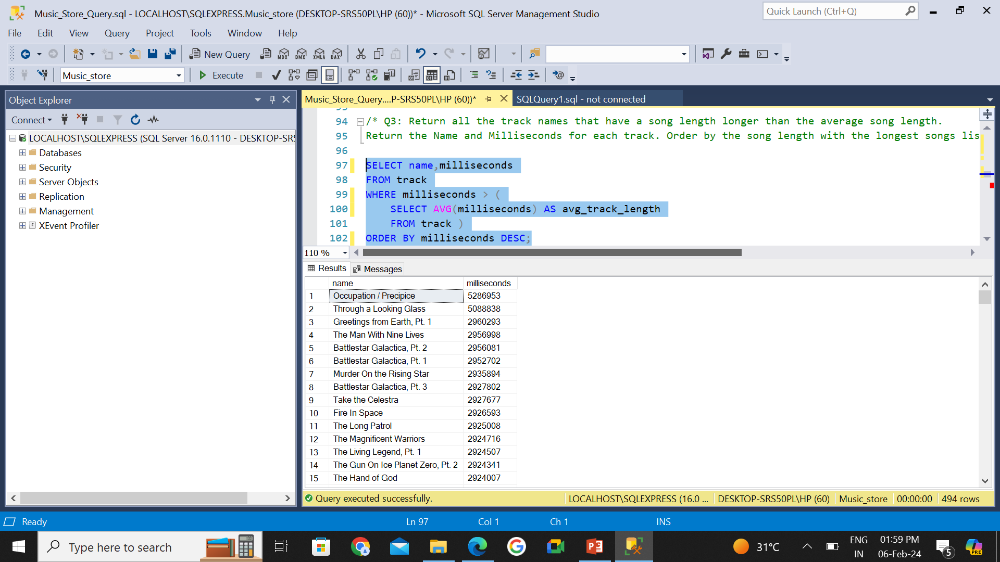 Music_Store_Query.sql - LOCALHOST\SQLEXPRESS.Music_store (DESKTOP-SRS50PL\HP (60))* - Microsoft SQL Server Management Studio
Quick Launch (Ctrl+Q)
File Edit View Query Project Tools Window Help
New Query MDX DMX XMLA DAX
Music_store Execute
Object Explorer
Connect
LOCALHOST\SQLEXPRESS (SQL Server 16.0.1110 - DESKTOP-SRS
Databases
Security
Server Objects
Replication
Management
XEvent Profiler
Music_Store_Query....P-SRS50PL\HP (60))* SQLQuery1.sql - not connected
94 /* Q3: Return all the track names that have a song length longer than the average song length.
95 Return the Name and Milliseconds for each track. Order by the song length with the longest songs lis
96
97 SELECT name,milliseconds
98 FROM track
99 WHERE milliseconds > (
100 SELECT AVG(milliseconds) AS avg_track_length
101 FROM track )
102 ORDER BY milliseconds DESC;
110 %
Results Messages
name milliseconds
1 Occupation / Precipice 5286953
2 Through a Looking Glass 5088838
3 Greetings from Earth, Pt. 1 2960293
4 The Man With Nine Lives 2956998
5 Battlestar Galactica, Pt. 2 2956081
6 Battlestar Galactica, Pt. 1 2952702
7 Murder On the Rising Star 2935894
8 Battlestar Galactica, Pt. 3 2927802
9 Take the Celestra 2927677
10 Fire In Space 2926593
11 The Long Patrol 2925008
12 The Magnificent Warriors 2924716
13 The Living Legend, Pt. 1 2924507
14 The Gun On Ice Planet Zero, Pt. 2 2924341
15 The Hand of God 2924007
Query executed successfully. LOCALHOST\SQLEXPRESS (16.0 ... DESKTOP-SRS50PL\HP (60) Music_store 00:00:00 494 rows
Ready Ln 97 Col 1 Ch 1 INS
Type here to search
31°C
ENG
IN
01:59 PM
06-Feb-24
5
PRE